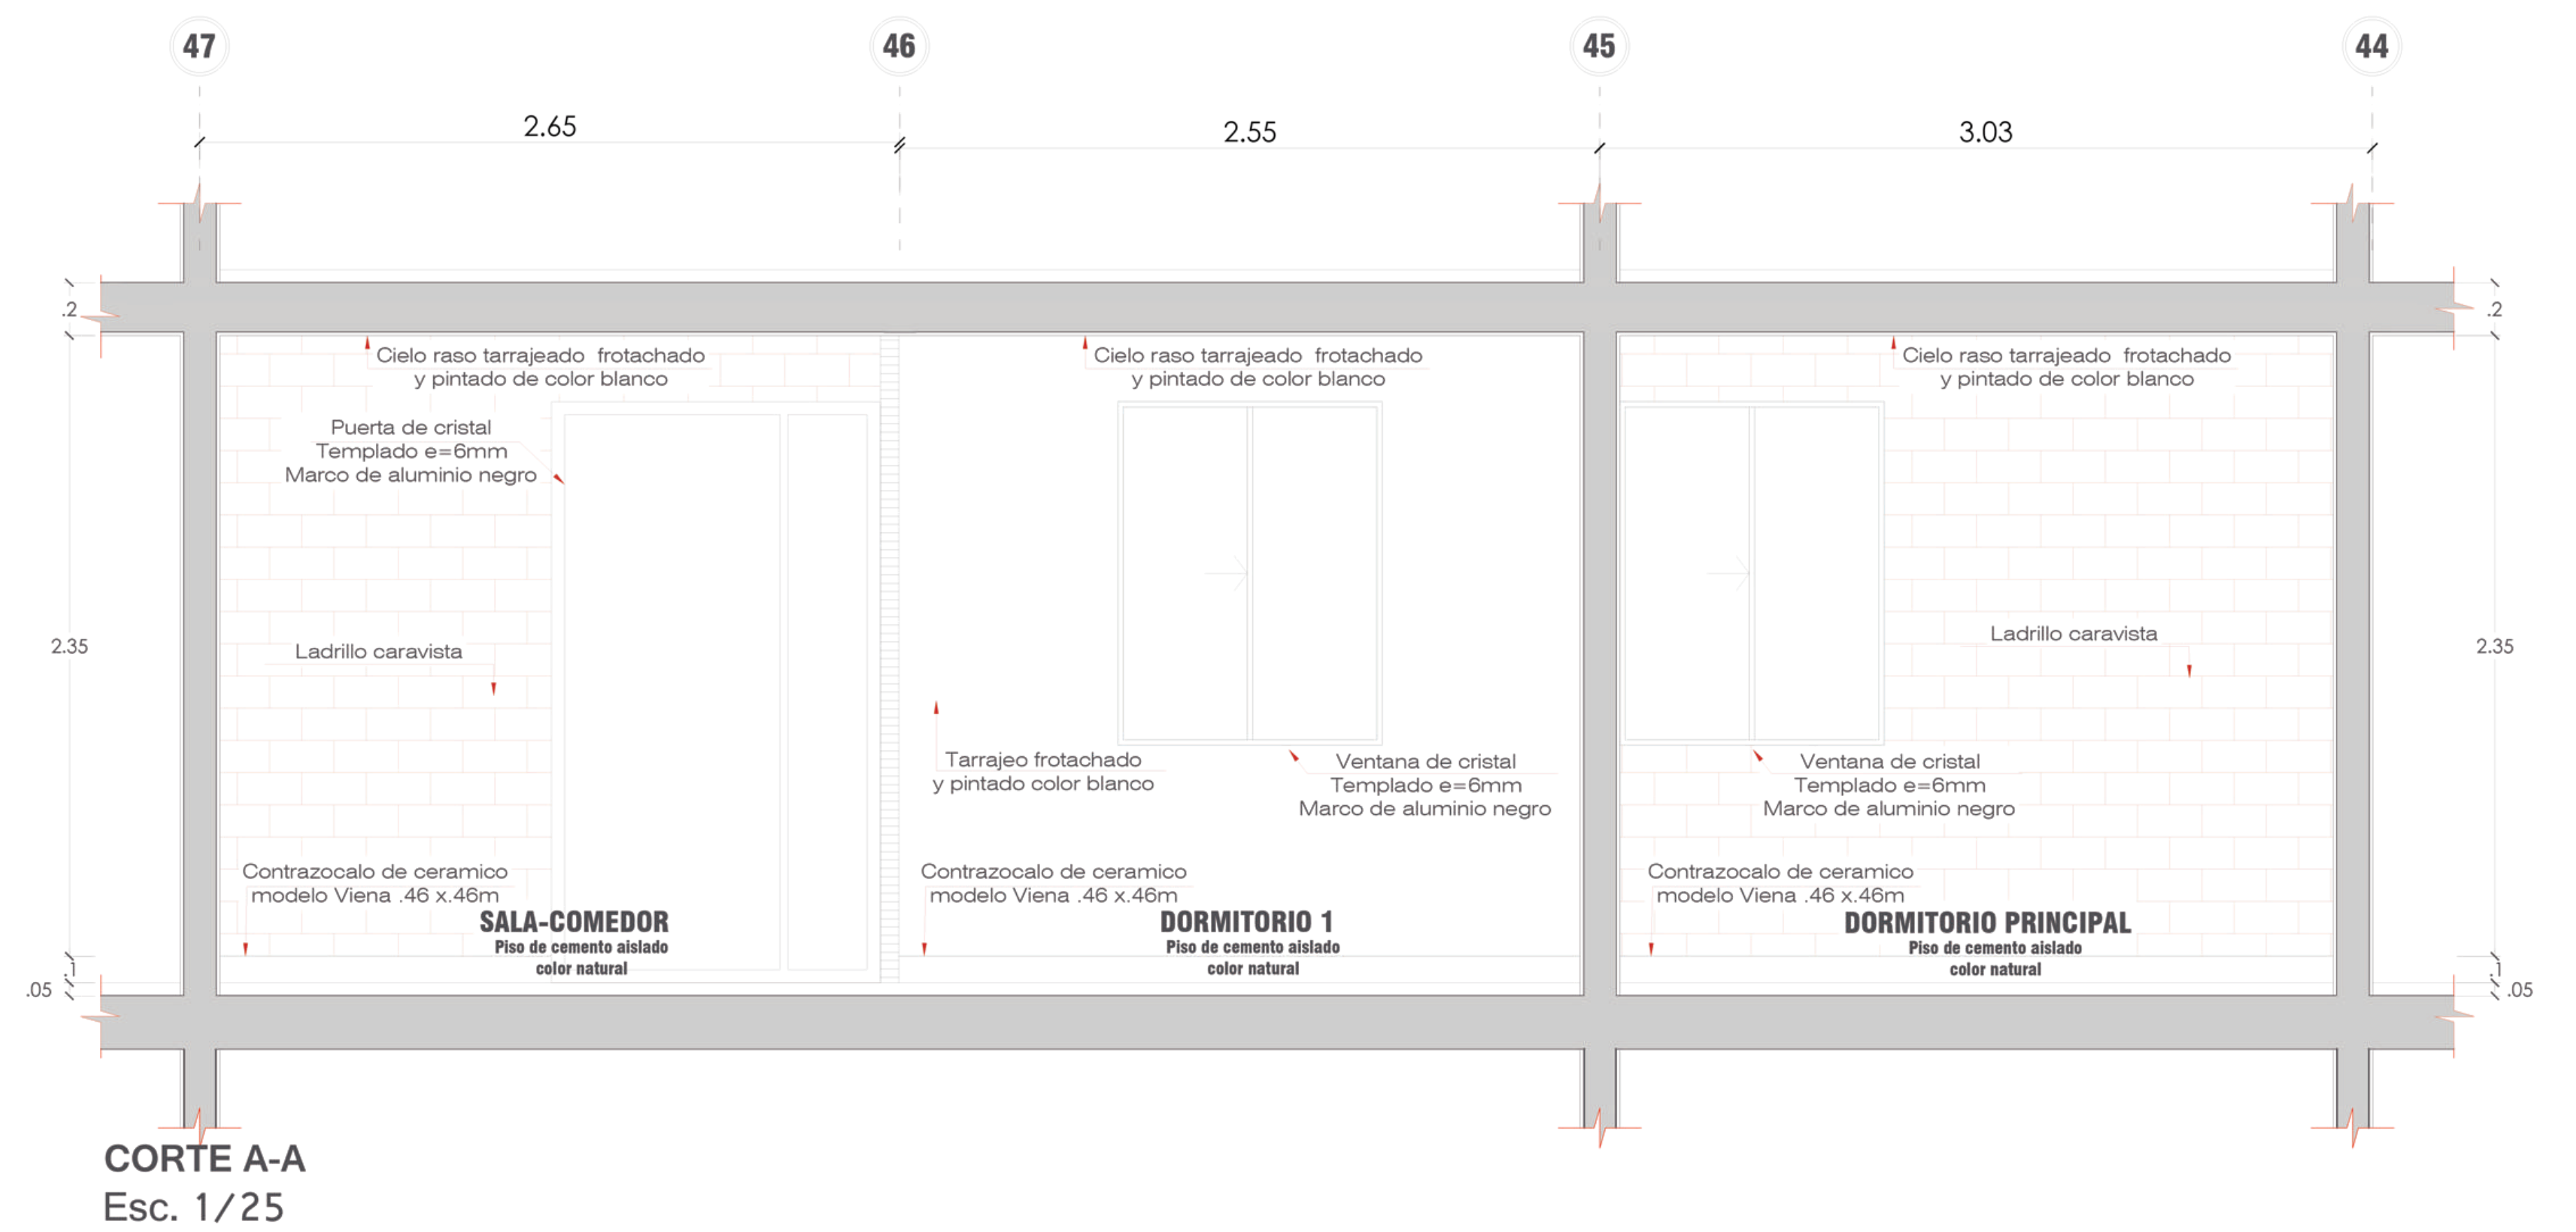 47
46
45
44
2.65
2.55
3.03
.2
.2
Cielo raso tarrajeado frotachado
y pintado de color blanco
Cielo raso tarrajeado frotachado
y pintado de color blanco
Cielo raso tarrajeado frotachado
y pintado de color blanco
Puerta de cristal
Templado e=6mm
Marco de aluminio negro
2.35
Ladrillo caravista
Ladrillo caravista
2.35
Tarrajeo frotachado
y pintado color blanco
Ventana de cristal
Templado e=6mm
Marco de aluminio negro
Ventana de cristal
Templado e=6mm
Marco de aluminio negro
Contrazocalo de ceramico
modelo Viena .46 x.46m
Contrazocalo de ceramico
modelo Viena .46 x.46m
Contrazocalo de ceramico
modelo Viena .46 x.46m
SALA-COMEDOR
Piso de cemento aislado
color natural
DORMITORIO 1
Piso de cemento aislado
color natural
DORMITORIO PRINCIPAL
Piso de cemento aislado
color natural
.1
.1
.05
.05
CORTE A-A
Esc. 1/25